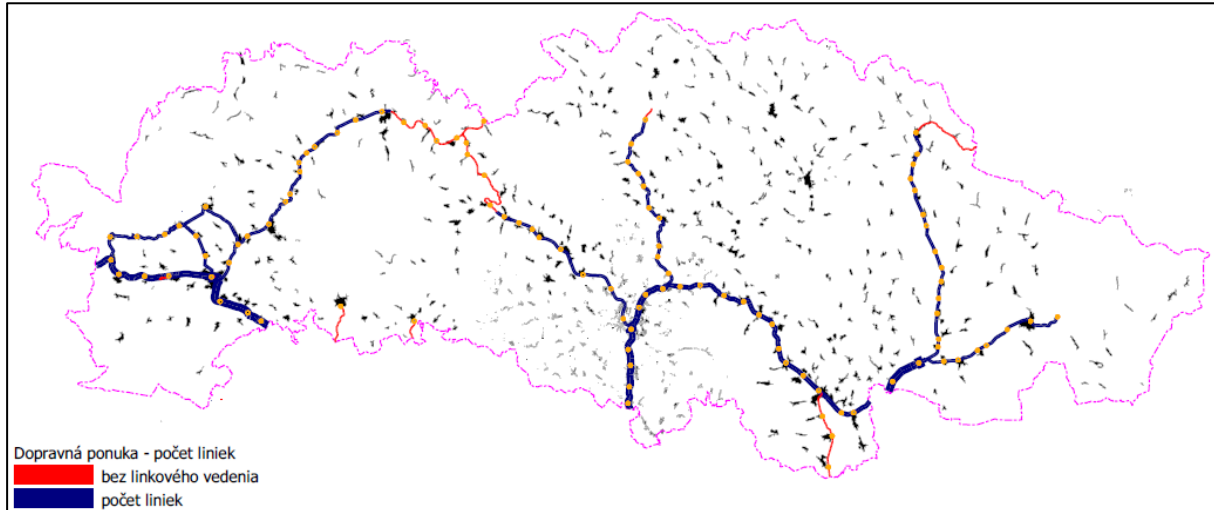 Dopravná ponuka - počet liniek
bez linkového vedenia
počet liniek